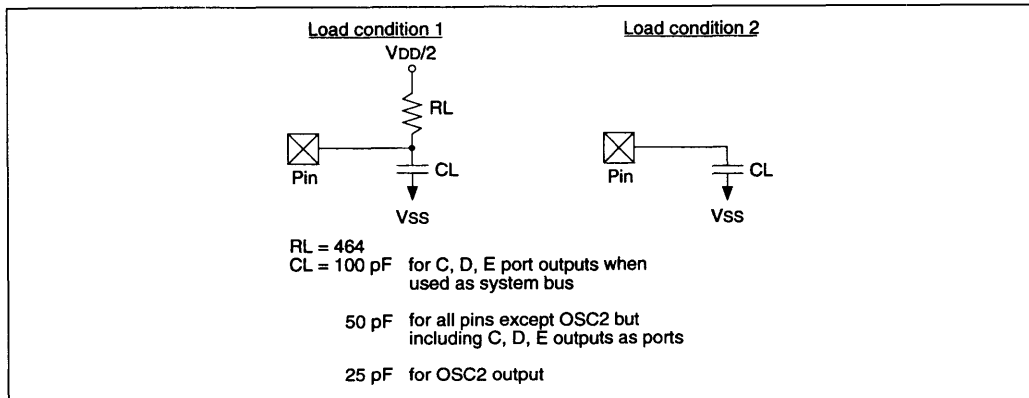 Load condition 1
Load condition 2
VDD/2
RL
Pin
CL
VSS
Pin
CL
VSS
RL = 464
CL = 100 pF for C, D, E port outputs when
used as system bus
50 pF for all pins except OSC2 but
including C, D, E outputs as ports
25 pF for OSC2 output